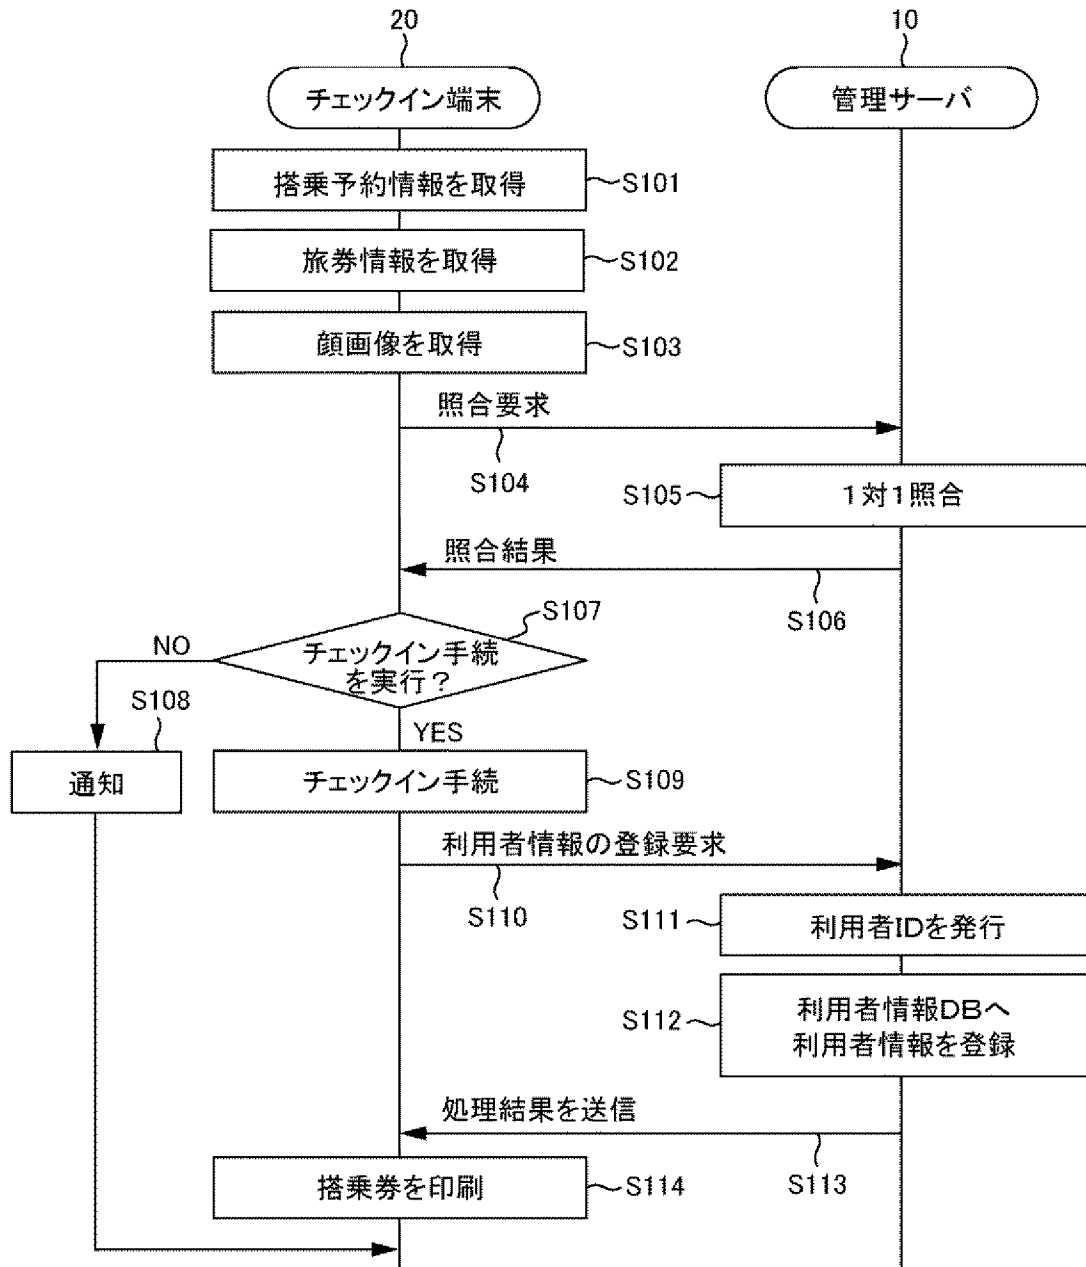 20
10
チェックイン端末
管理サーバ
搭乗予約情報を取得
S101
旅券情報を取得
S102
顔画像を取得
S103
照合要求
S104
S105
1対1照合
照合結果
S106
S107
チェックイン手続
を実行？
NO
S108
YES
通知
チェックイン手続
S109
利用者情報の登録要求
S110
S111
利用者IDを発行
S112
利用者情報DBへ
利用者情報を登録
処理結果を送信
S113
搭乗券を印刷
S114